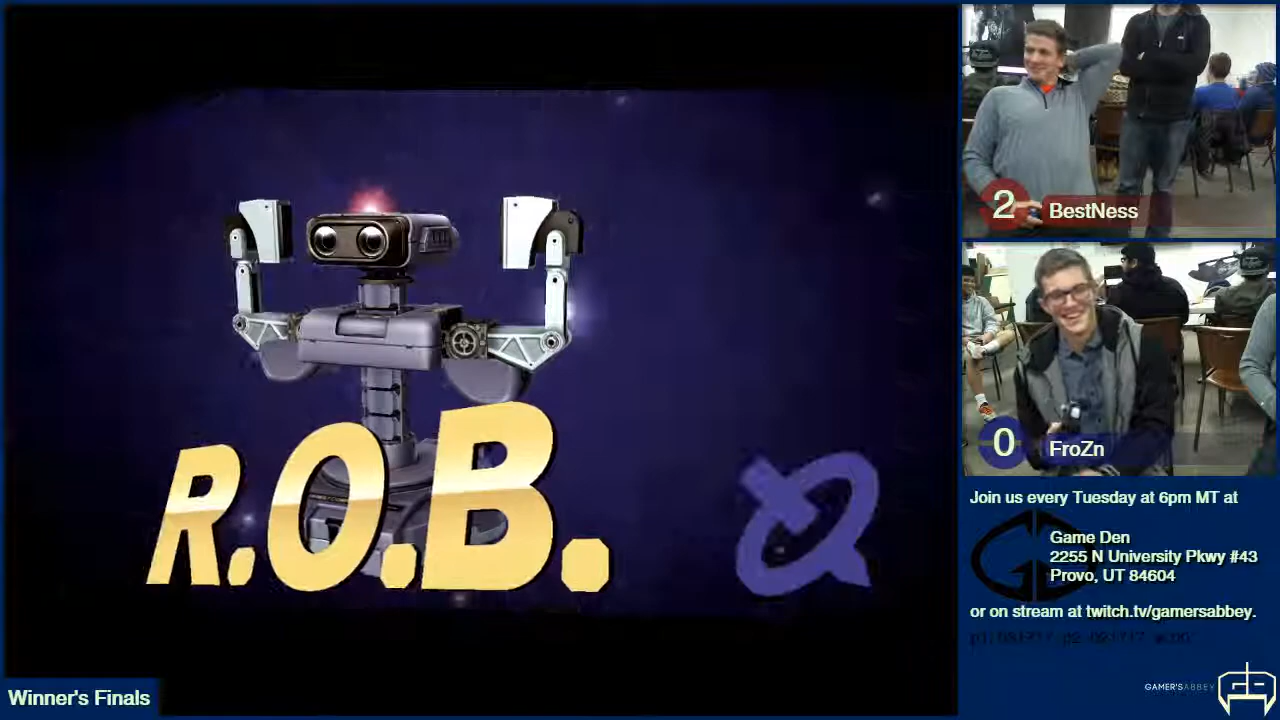 R.O.B.
Winner's Finals
2
BestNess
0
FroZn
Join us every Tuesday at 6pm MT at
Game Den
2255 N University Pkwy #43
Provo, UT 84604
or on stream at twitch.tv/gamersabbey.
GAMER'SABBEY